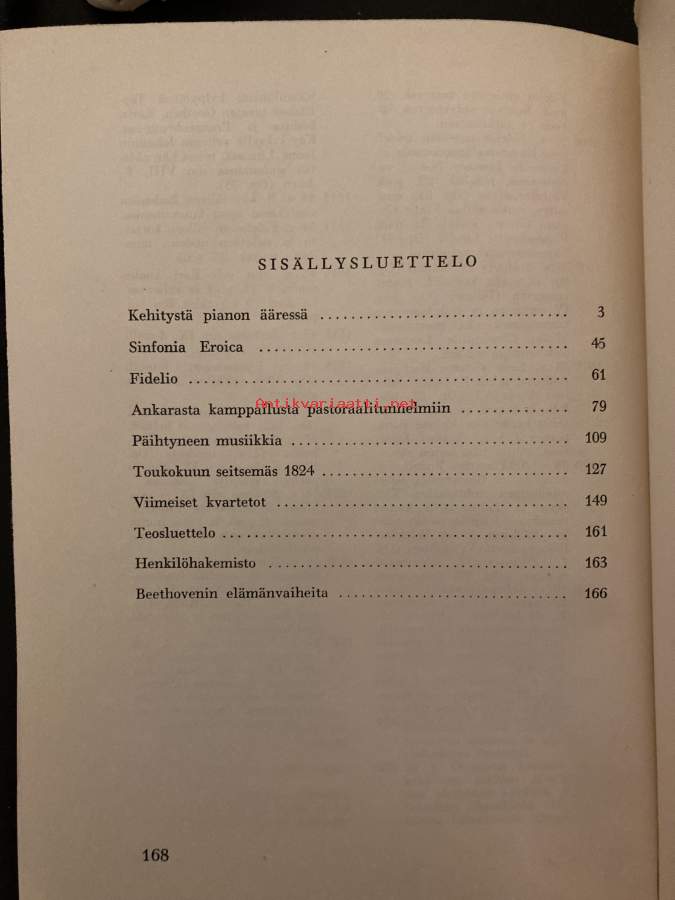 SISÄLLYSLUETTELO
Kehitystä pianon ääressä ................................ 3
Sinfonia Eroica ........................................ 45
Fidelio ................................................. 61
Ankarasta kamppailusta pastoraalitunnelmiin .............. 79
Antikvariaatti.net
Päihtyneen musiikkia .................................... 109
Toukokuun seitsemäs 1824 ................................ 127
Viimeiset kvartetot ...................................... 149
Teosluettelo ............................................. 161
Henkilöhakemisto ....................................... 163
Beethovenin elämänvaiheita .............................. 166
168